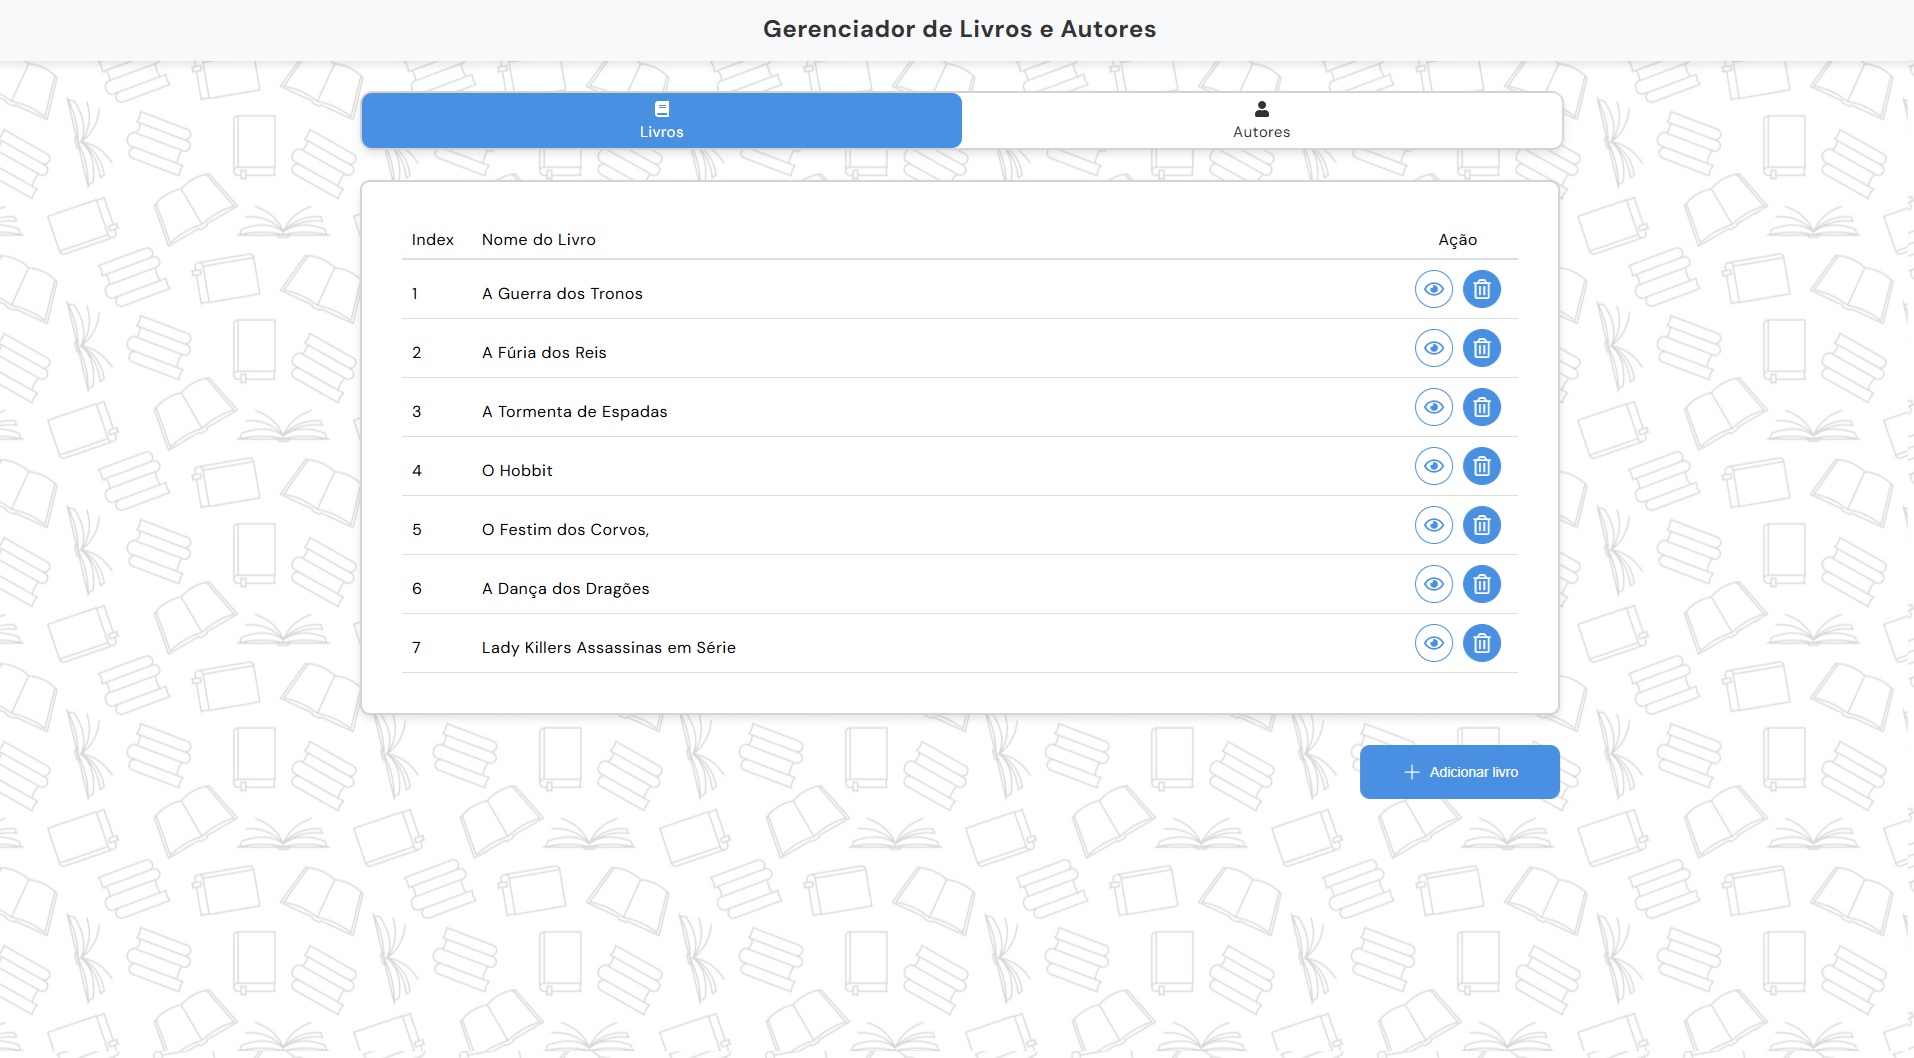 Gerenciador de Livros e Autores
Livros
Autores
Index Nome do Livro Ação
1 A Guerra dos Tronos
2 A Fúria dos Reis
3 A Tormenta de Espadas
4 O Hobbit
5 O Festim dos Corvos,
6 A Dança dos Dragões
7 Lady Killers Assassinas em Série
Adicionar livro